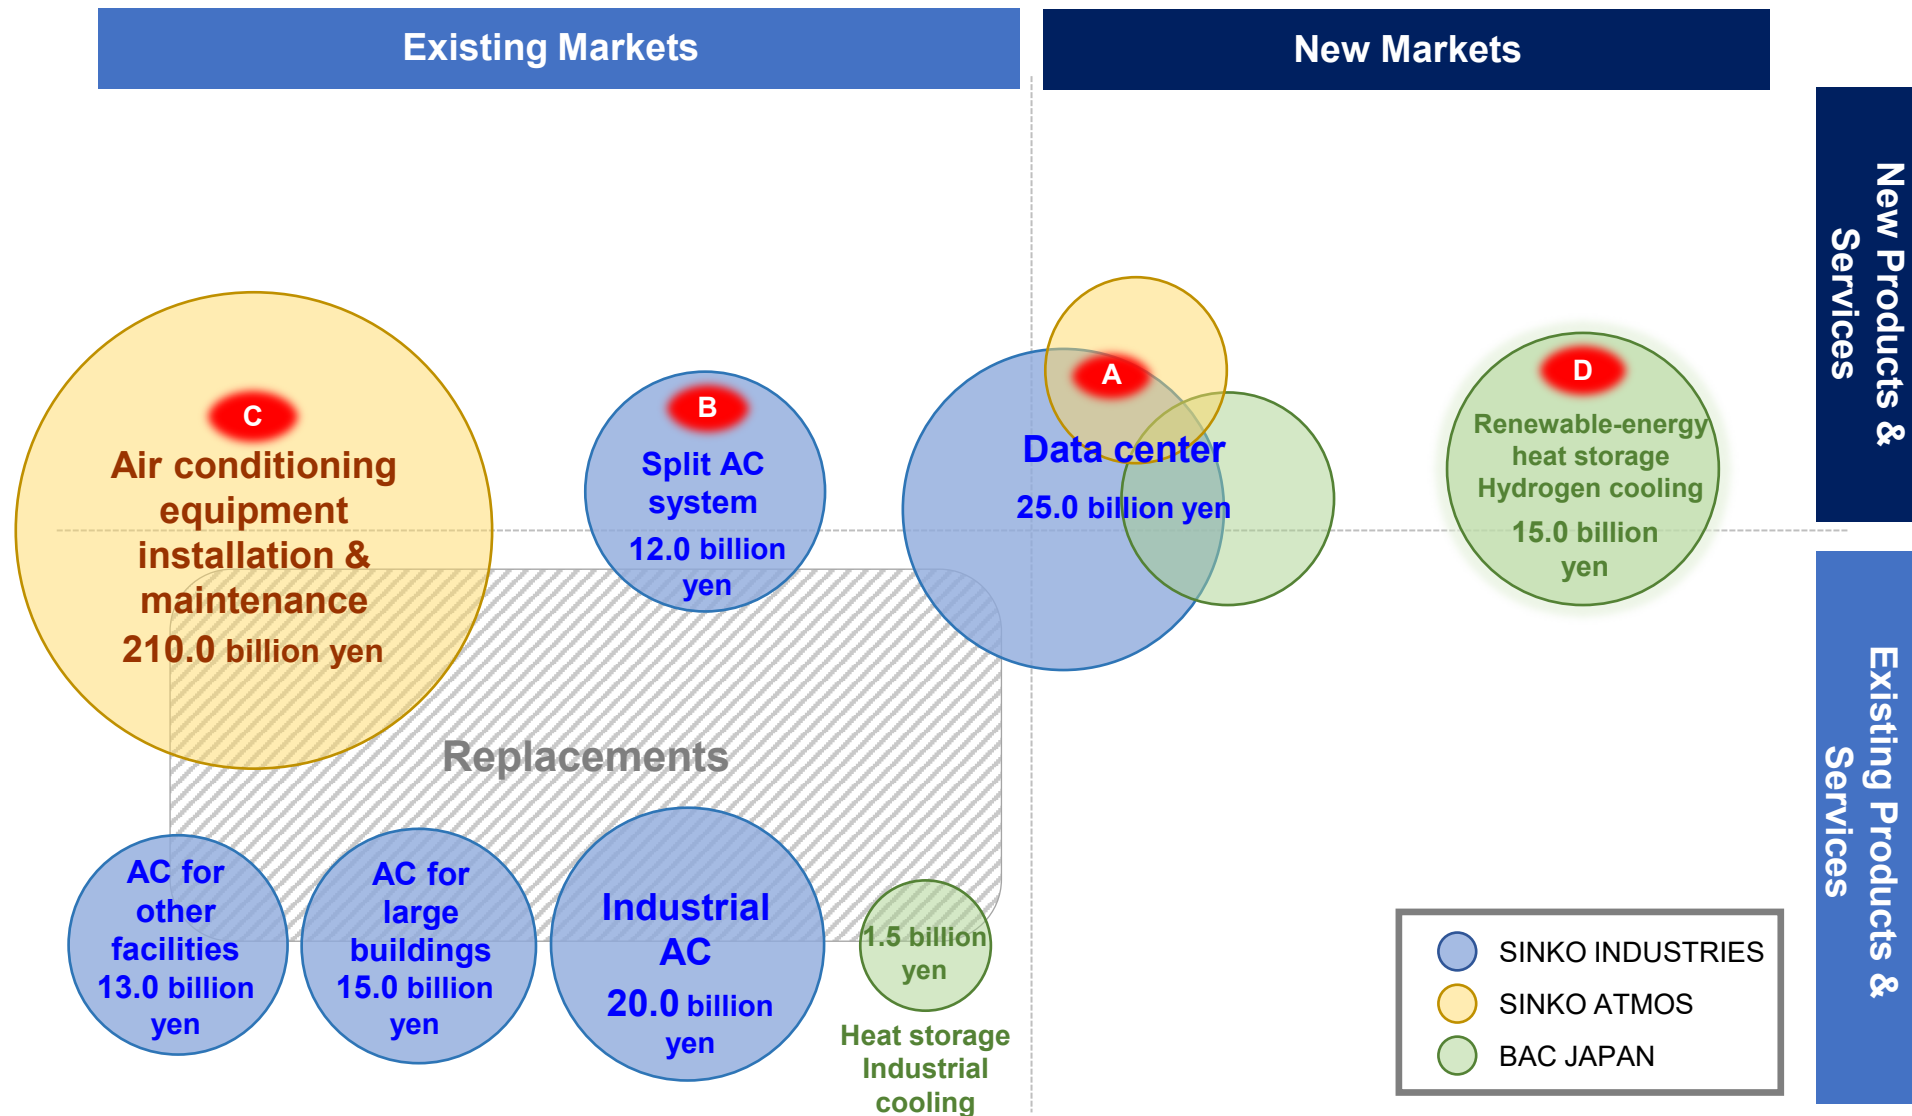 Existing Markets
New Markets
New Products &
Services
Existing Products &
Services
C
Air conditioning
equipment
installation &
maintenance
210.0 billion yen
B
Split AC
system
12.0 billion
yen
A
Data center
25.0 billion yen
D
Renewable-energy
heat storage
Hydrogen cooling
15.0 billion
yen
Replacements
AC for
other
facilities
13.0 billion
yen
AC for
large
buildings
15.0 billion
yen
Industrial
AC
20.0 billion
yen
1.5 billion
yen
Heat storage
Industrial
cooling
SINKO INDUSTRIES
SINKO ATMOS
BAC JAPAN